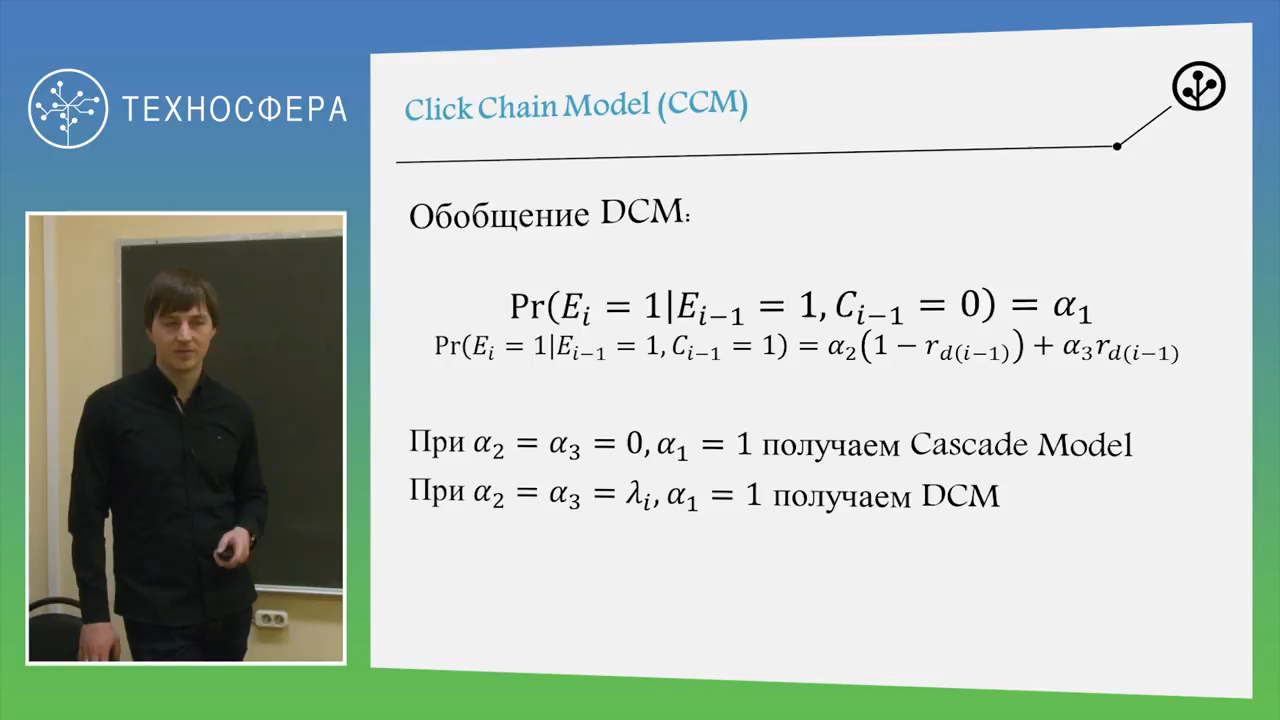 ТЕХНОСФЕРА
Click Chain Model (CCM)
Обобщение DCM:
Pr(E_i = 1|E_{i−1} = 1, C_{i−1} = 0) = α_1
Pr(E_i = 1|E_{i−1} = 1, C_{i−1} = 1) = α_2(1 − r_{d(i−1)}) + α_3 r_{d(i−1)}
При α_2 = α_3 = 0, α_1 = 1 получаем Cascade Model
При α_2 = α_3 = λ_i, α_1 = 1 получаем DCM